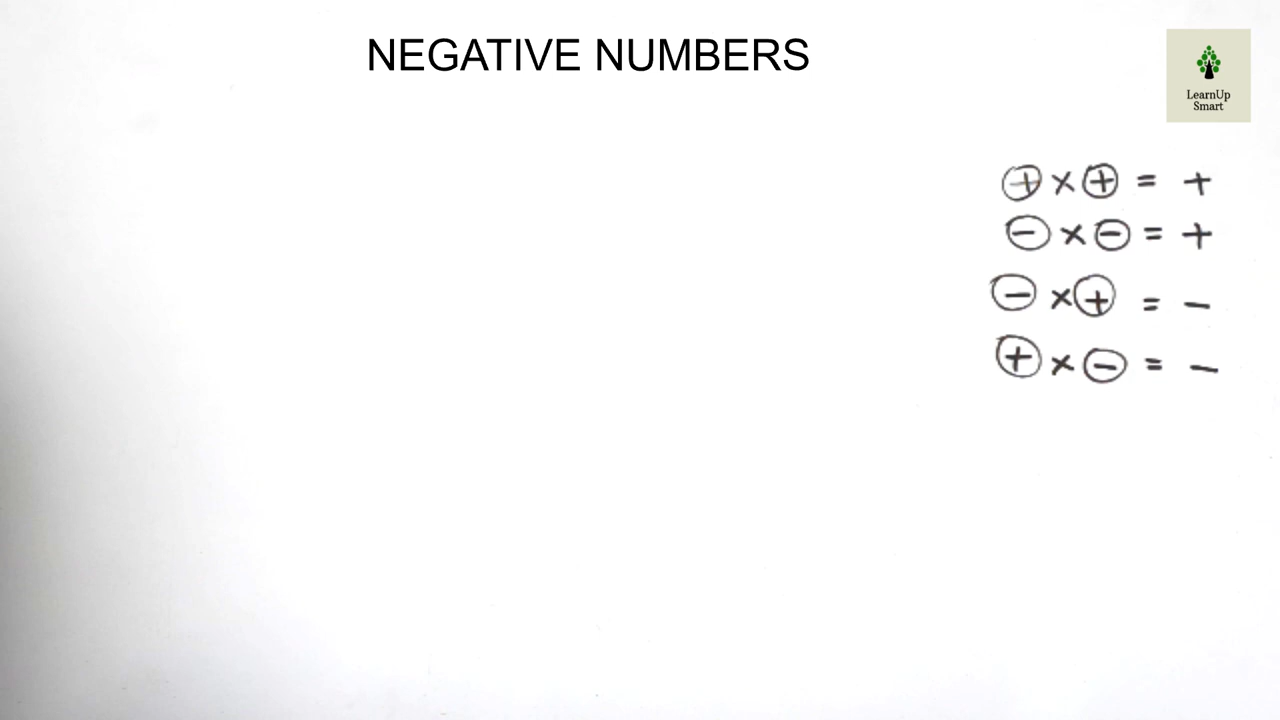 NEGATIVE NUMBERS
LearnUp
Smart
⊕ × ⊕ = +
⊖ × ⊖ = +
⊖ × ⊕ = -
⊕ × ⊖ = -